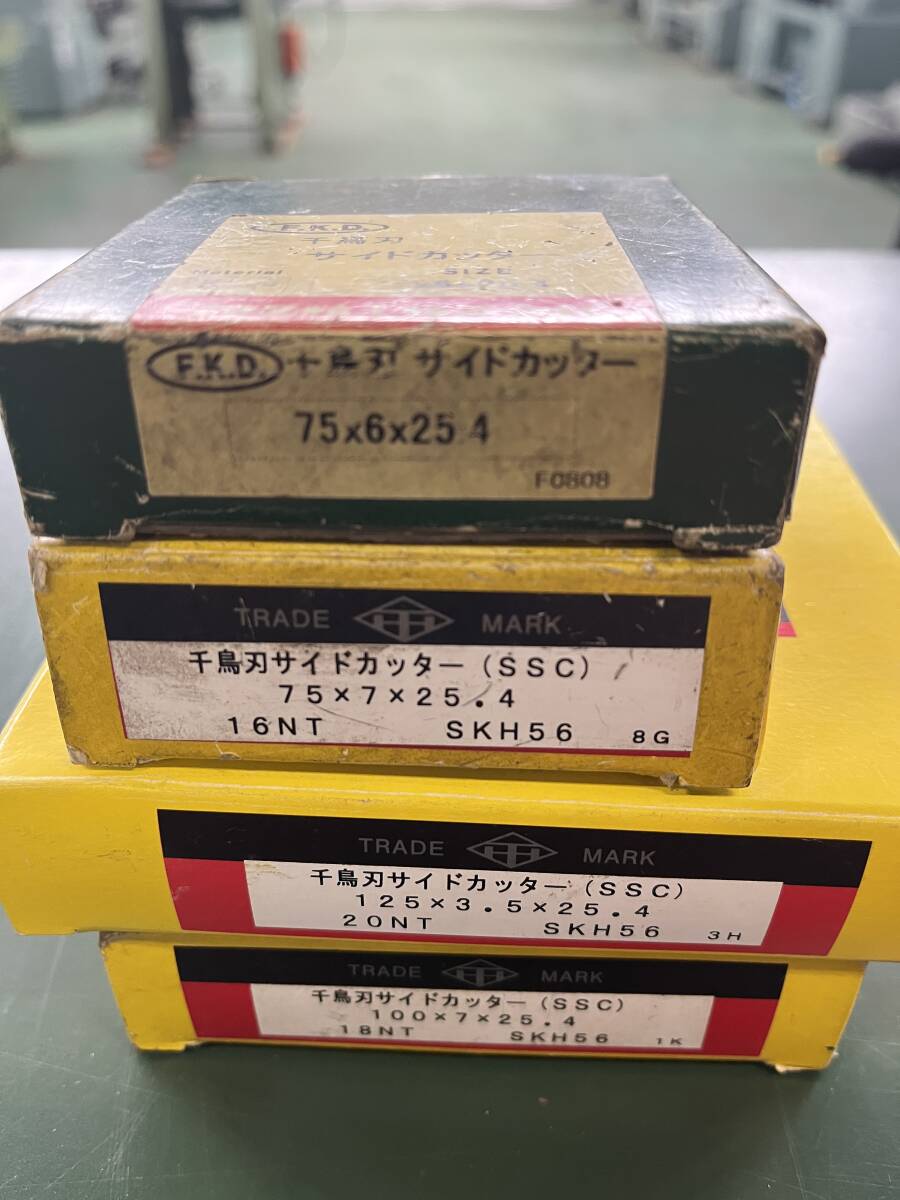 F.K.D.
千鳥刃
サイドカッター
Material
SIZE
F.K.D. 千鳥刃 サイドカッター
75x6x25.4
F0808
TRADE MARK
千鳥刃サイドカッター(SSC)
75×7×25.4
16NT SKH56 8G
TRADE MARK
千鳥刃サイドカッター(SSC)
125×3.5×25.4
20NT SKH56 3H
TRADE MARK
千鳥刃サイドカッター(SSC)
100×7×25.4
18NT SKH56 1K